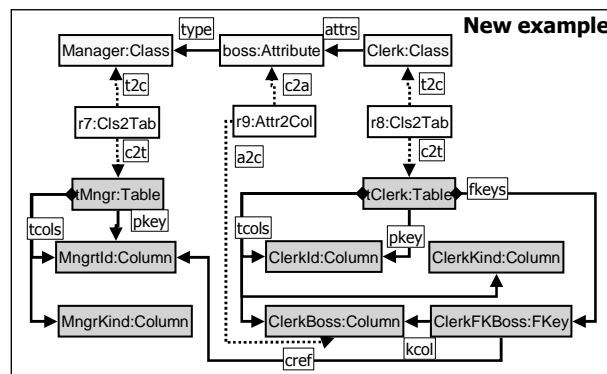 New example
type
attrs
Manager:Class
boss:Attribute
Clerk:Class
t2c
c2a
t2c
r7:Cls2Tab
r9:Attr2Col
r8:Cls2Tab
c2t
a2c
c2t
tMngr:Table
tClerk:Table
fkeys
tcols
pkey
tcols
pkey
MngrtId:Column
ClerkId:Column
ClerkKind:Column
MngrKind:Column
ClerkBoss:Column
ClerkFKBoss:FKey
kcol
cref